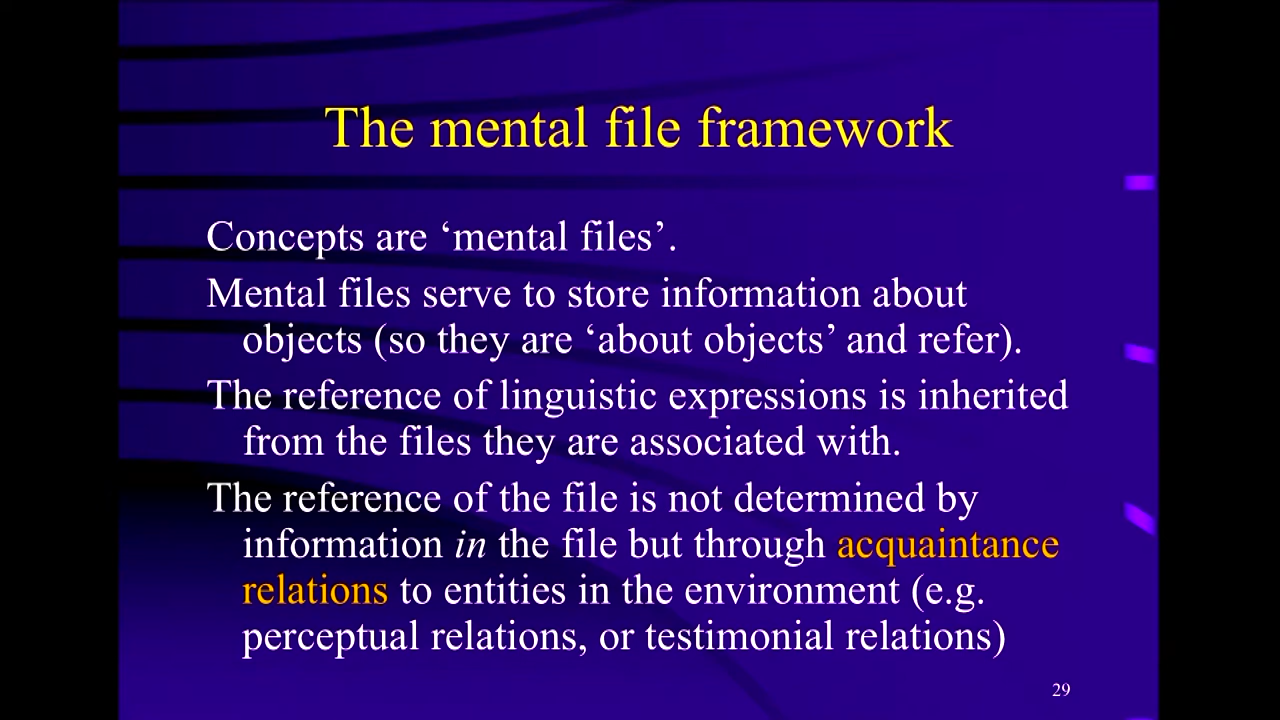 The mental file framework
Concepts are ‘mental files’.
Mental files serve to store information about
objects (so they are ‘about objects’ and refer).
The reference of linguistic expressions is inherited
from the files they are associated with.
The reference of the file is not determined by
information in the file but through acquaintance
relations to entities in the environment (e.g.
perceptual relations, or testimonial relations)
29